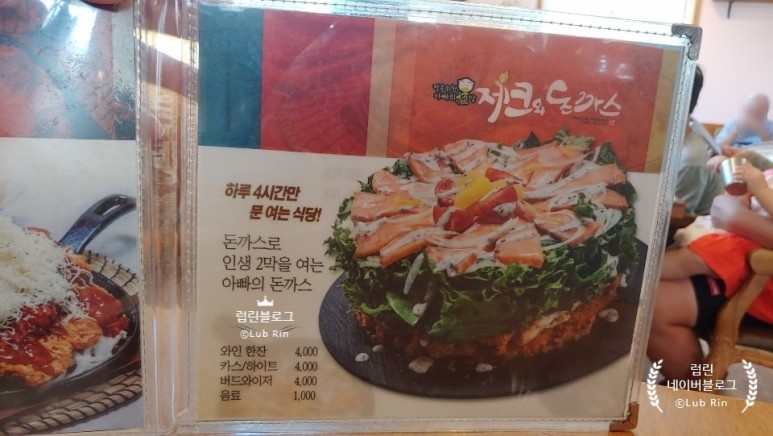 제크와 돈까스
하루 4시간만
문 여는 식당!
돈까스로
인생 2막을 여는
아빠의 돈까스
럽린블로그
©Lub Rin
와인 한잔 4,000
카스/하이트 4,000
버드와이저 4,000
음료 1,000
럽린
네이버블로그
©Lub Rin